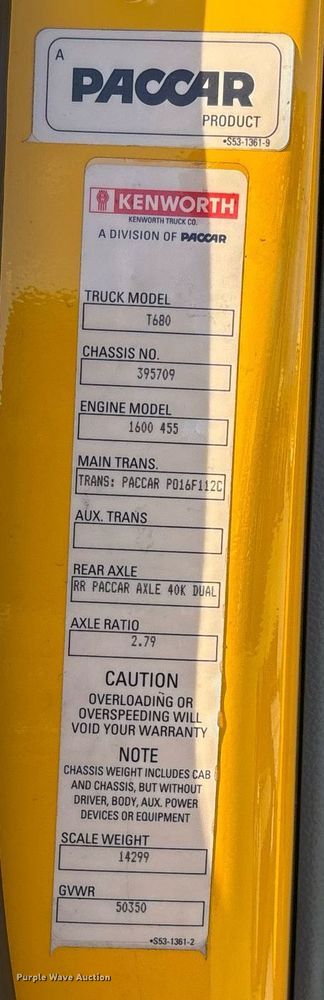 A
PACCAR
PRODUCT
•S53-1361-9
KENWORTH
KENWORTH TRUCK CO.
A DIVISION OF PACCAR
TRUCK MODEL
T680
CHASSIS NO.
395709
ENGINE MODEL
1600 455
MAIN TRANS.
TRANS: PACCAR PO16F112C
AUX. TRANS
REAR AXLE
RR PACCAR AXLE 40K DUAL
AXLE RATIO
2.79
CAUTION
OVERLOADING OR
OVERSPEEDING WILL
VOID YOUR WARRANTY
NOTE
CHASSIS WEIGHT INCLUDES CAB
AND CHASSIS, BUT WITHOUT
DRIVER, BODY, AUX. POWER
DEVICES OR EQUIPMENT
SCALE WEIGHT
14299
GVWR
50350
•S53-1361-2
Purple Wave Auction